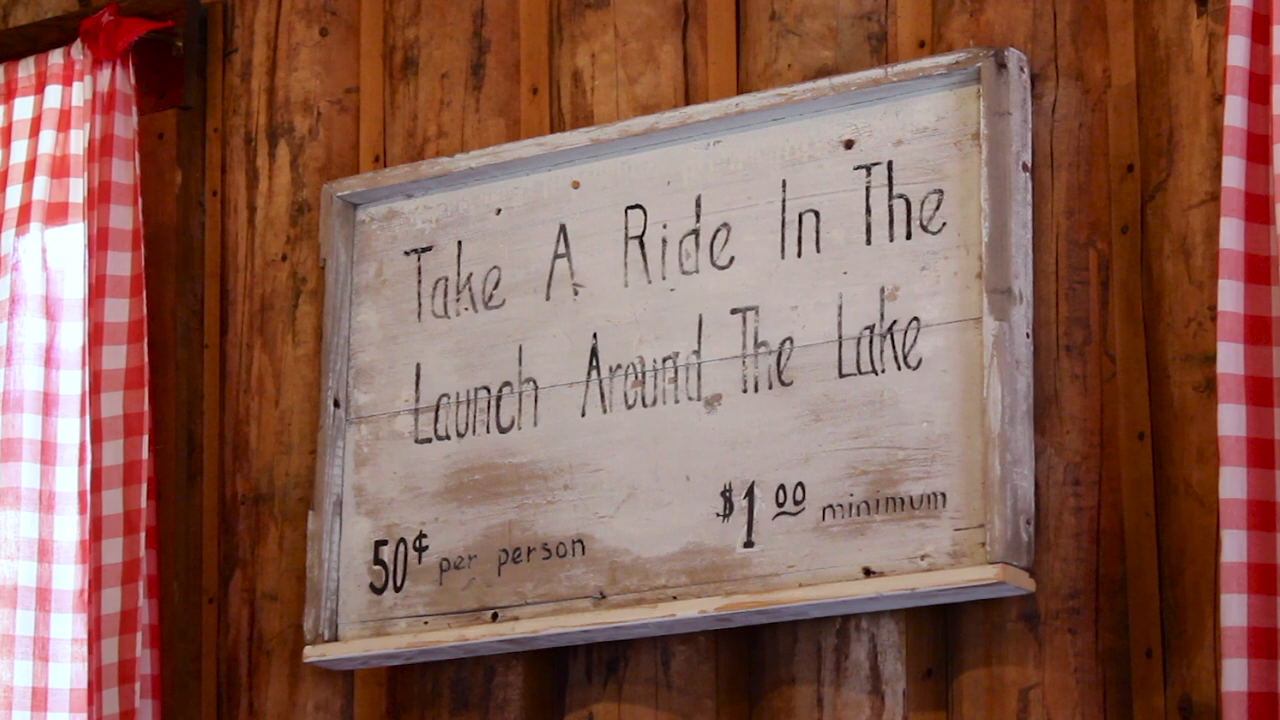 Take A Ride In The
Launch Around The Lake
50¢ per person
$1 00 minimum